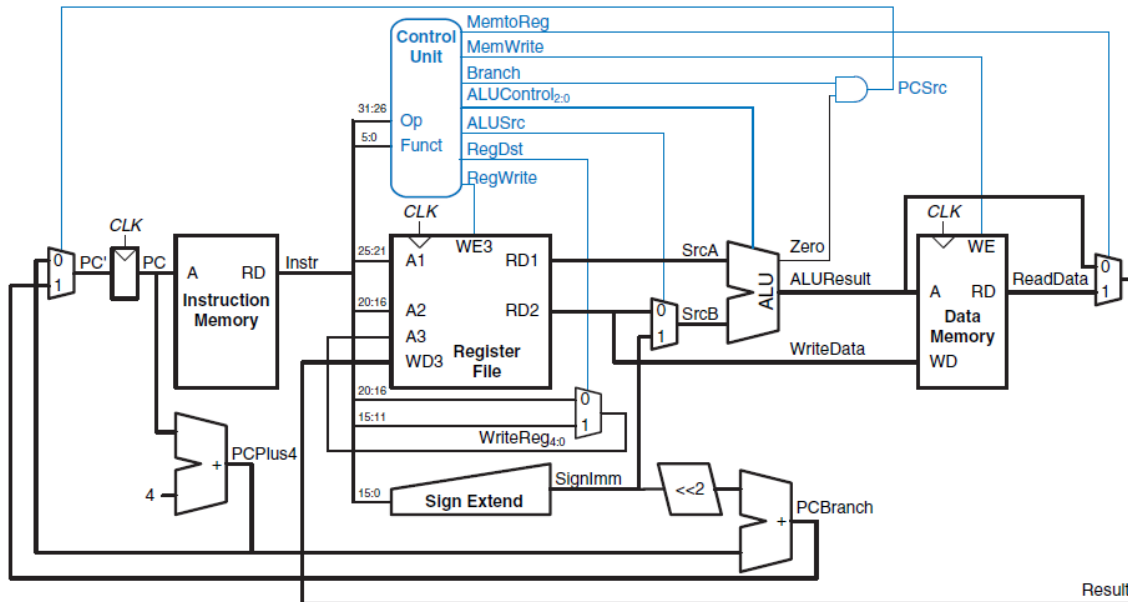 MemtoReg
Control Unit
MemWrite
Branch
PCSrc
ALUControl2:0
31:26
Op
ALUSrc
5:0
Funct
RegDst
RegWrite
CLK
CLK
CLK
WE3
WE
0
1
PC'
PC
A
RD
Instr
Instruction Memory
25:21
A1
RD1
SrcA
Zero
ALU
ALUResult
A
RD
ReadData
0
1
20:16
A2
RD2
0
1
SrcB
Data Memory
A3
WD3
Register File
WriteData
WD
20:16
0
15:11
1
WriteReg4:0
PCPlus4
+
4
15:0
Sign Extend
SignImm
<<2
+
PCBranch
Result